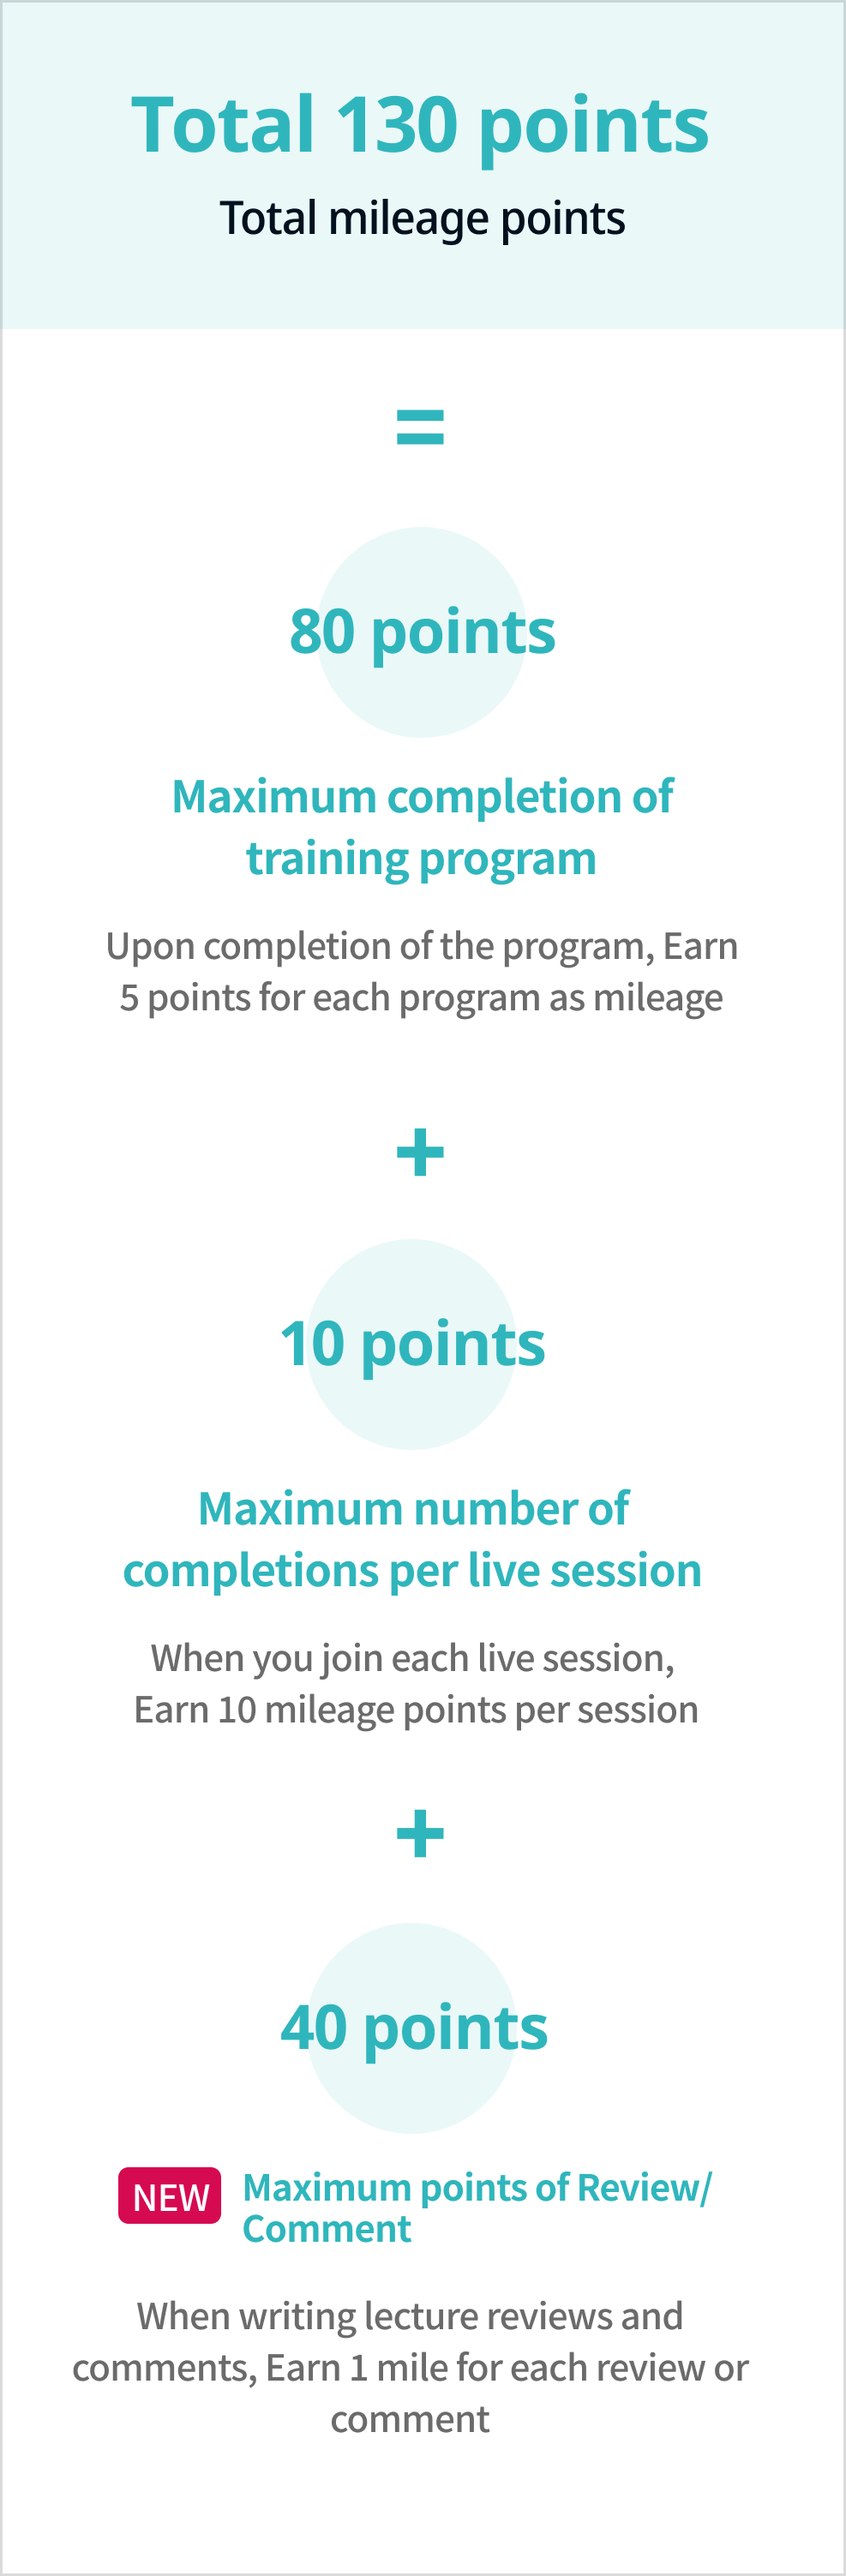 Total 130 points
Total mileage points
=
80 points
Maximum completion of
training program
Upon completion of the program, Earn
5 points for each program as mileage
+
10 points
Maximum number of
completions per live session
When you join each live session,
Earn 10 mileage points per session
+
40 points
NEW Maximum points of Review/
Comment
When writing lecture reviews and
comments, Earn 1 mile for each review or
comment